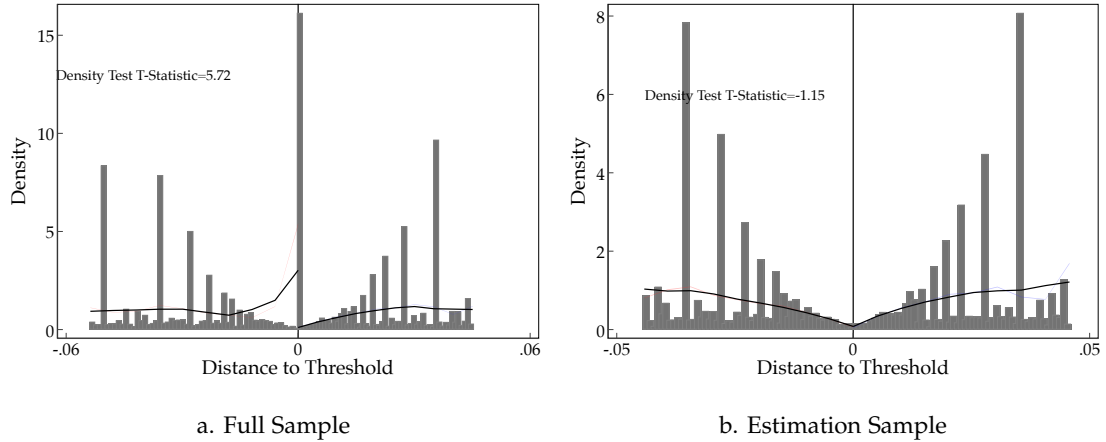 15
10
5
0
Density
Density Test T-Statistic=5.72
-.06
0
.06
Distance to Threshold
a. Full Sample
8
6
4
2
0
Density
Density Test T-Statistic=-1.15
-.05
0
.05
Distance to Threshold
b. Estimation Sample